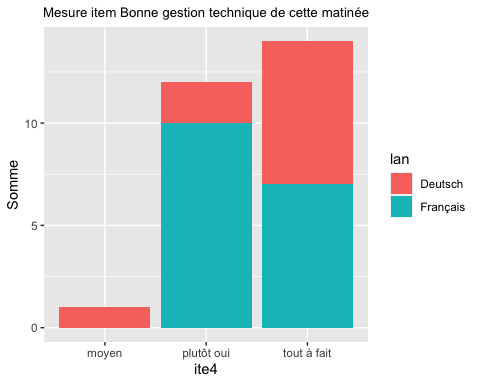 Mesure item Bonne gestion technique de cette matinée
Somme
10
5
0
moyen
plutôt oui
tout à fait
ite4
lan
Deutsch
Français